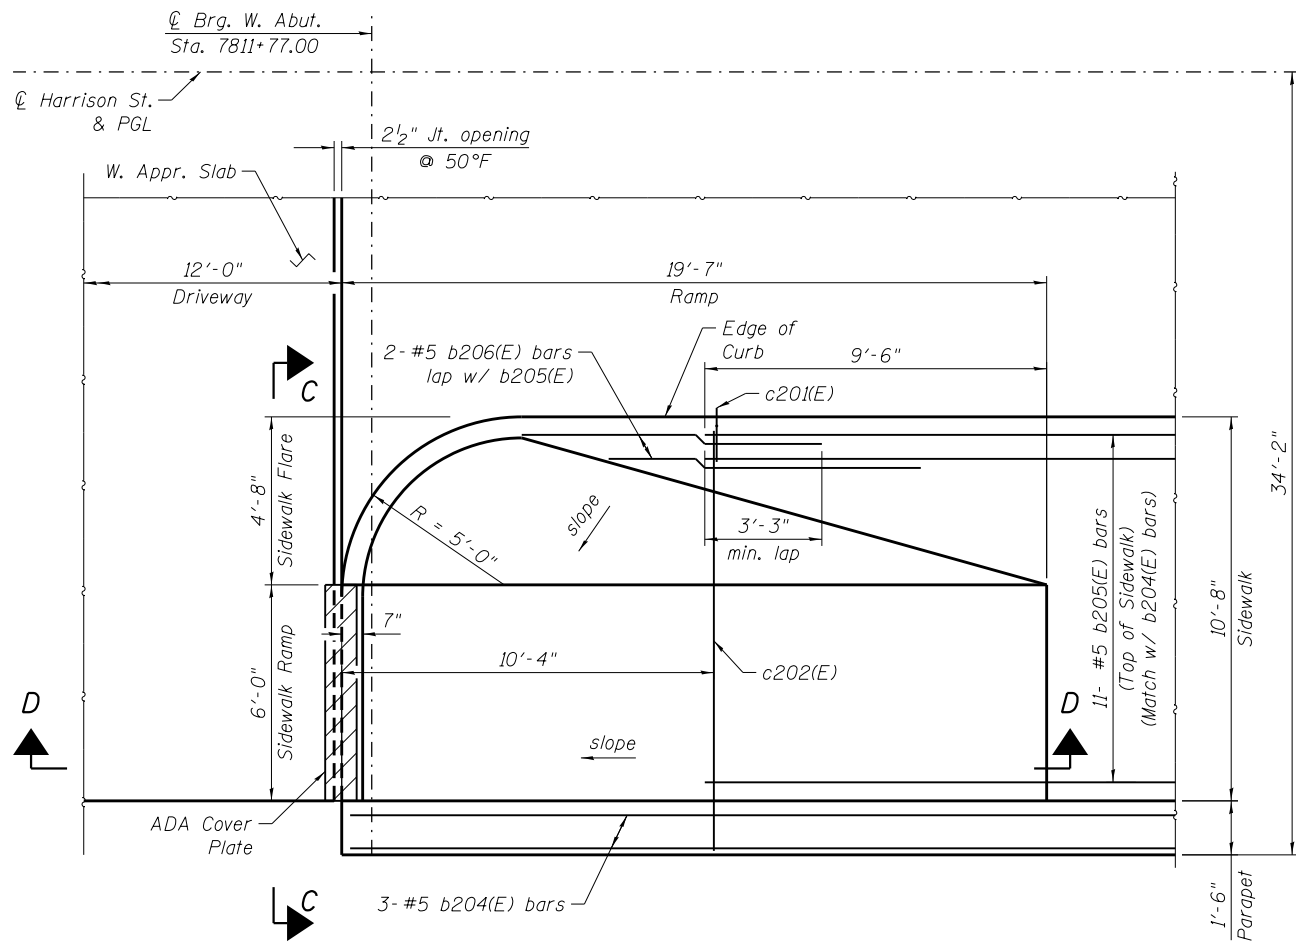 ℄ Brg. W. Abut.
Sta. 7811+77.00
℄ Harrison St.
& PGL
2½" Jt. opening
@ 50°F
W. Appr. Slab
12'-0"
Driveway
19'-7"
Ramp
Edge of
Curb
2- #5 b206(E) bars
lap w/ b205(E)
9'-6"
c201(E)
C
4'-8"
Sidewalk Flare
R = 5'-0"
slope
3'-3"
min. lap
34'-2"
11- #5 b205(E) bars
(Top of Sidewalk)
(Match w/ b204(E) bars)
10'-8"
Sidewalk
7"
6'-0"
Sidewalk Ramp
10'-4"
c202(E)
D
D
slope
ADA Cover
Plate
3- #5 b204(E) bars
C
1'-6"
Parapet